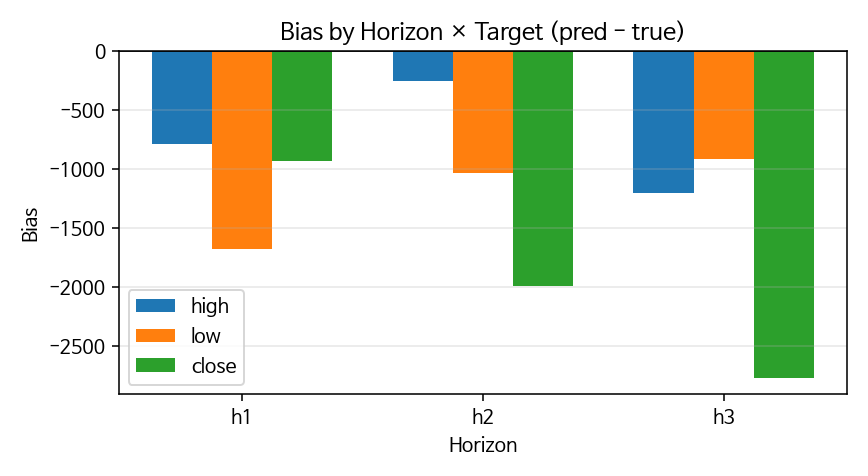 Bias by Horizon × Target (pred − true)
0
−500
−1000
−1500
−2000
−2500
Bias
high
low
close
h1 h2 h3
Horizon